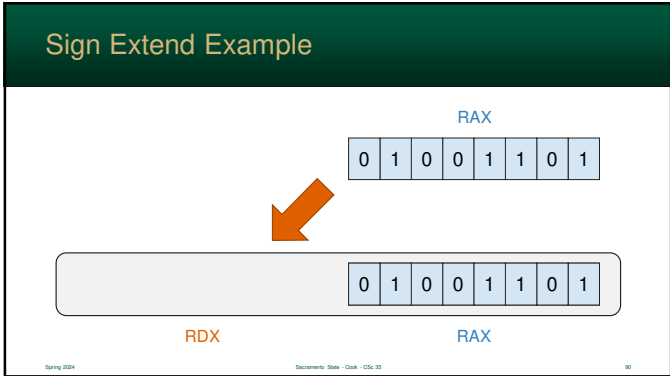 Sign Extend Example
RAX
0 1 0 0 1 1 0 1
0 1 0 0 1 1 0 1
RDX RAX
Spring 2024 Sacramento State - Cook - CSc 35 90